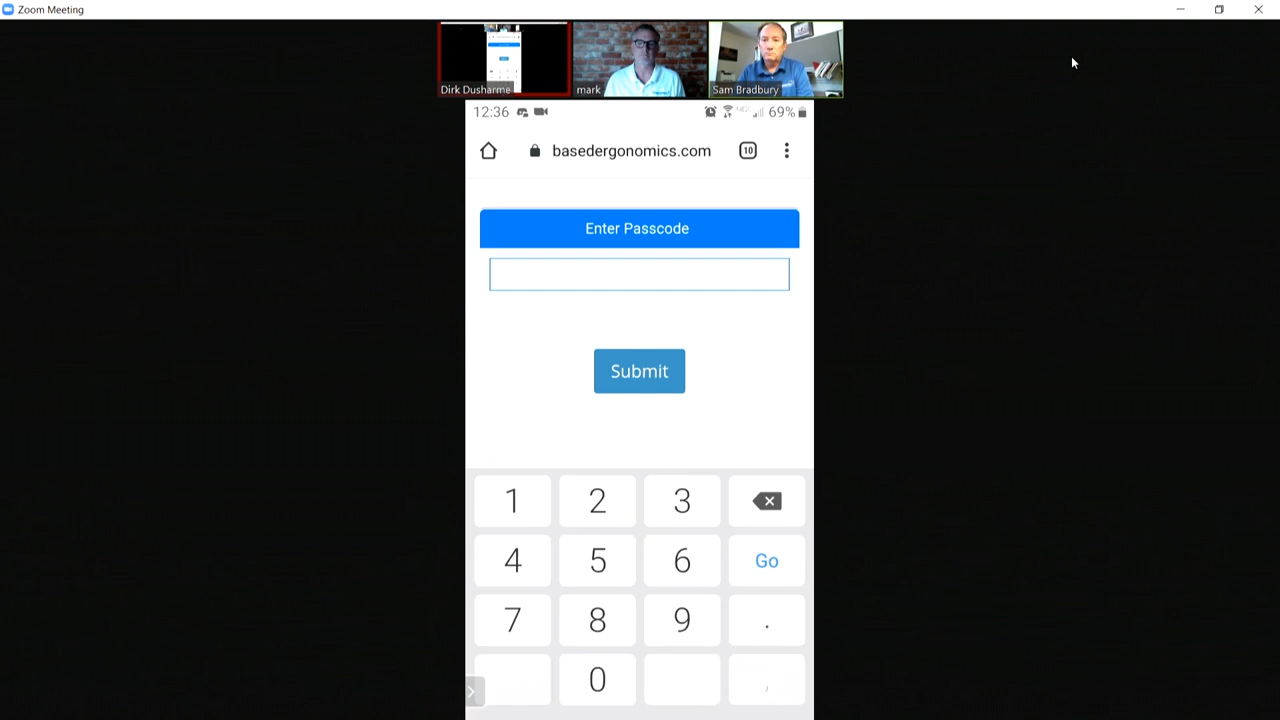 Zoom Meeting
Dirk Dusharme
mark
Sam Bradbury
12:36
69%
basedergonomics.com
10
Enter Passcode
Submit
1 2 3
4 5 6 Go
7 8 9 .
0 ,